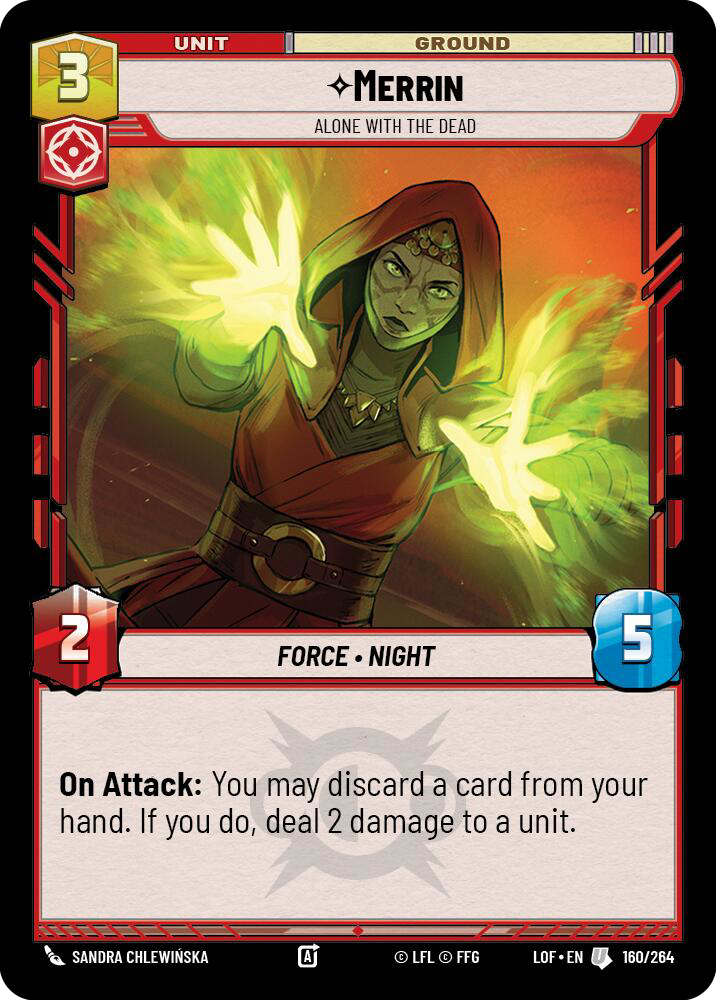 UNIT
GROUND
3
✧MERRIN
ALONE WITH THE DEAD
2
FORCE • NIGHT
5
On Attack: You may discard a card from your
hand. If you do, deal 2 damage to a unit.
SANDRA CHLEWIŃSKA
A
© LFL © FFG
LOF • EN
U
160/264